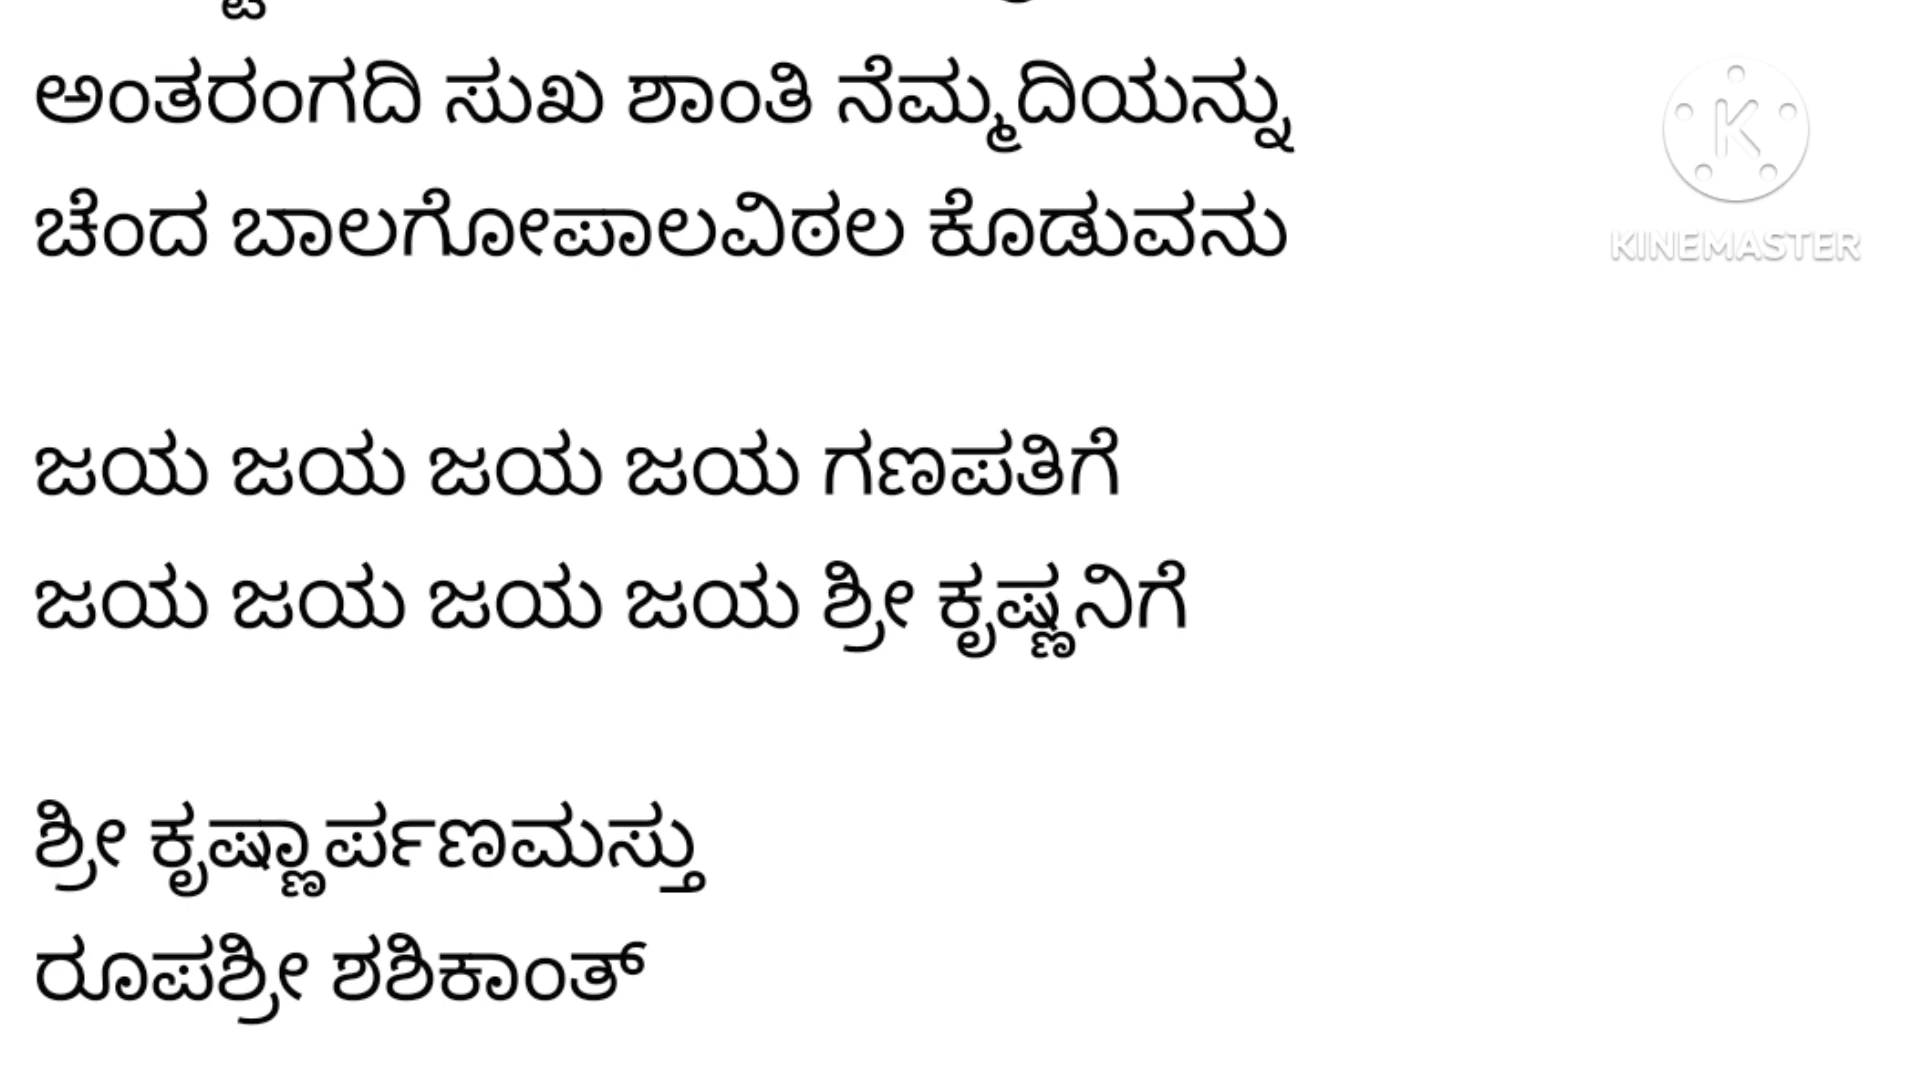 ಅಂತರಂಗದಿ ಸುಖ ಶಾಂತಿ ನೆಮ್ಮದಿಯನ್ನು
ಚೆಂದ ಬಾಲಗೋಪಾಲವಿಠಲ ಕೊಡುವನು
ಜಯ ಜಯ ಜಯ ಜಯ ಗಣಪತಿಗೆ
ಜಯ ಜಯ ಜಯ ಜಯ ಶ್ರೀ ಕೃಷ್ಣನಿಗೆ
ಶ್ರೀ ಕೃಷ್ಣಾರ್ಪಣಮಸ್ತು
ರೂಪಶ್ರೀ ಶಶಿಕಾಂತ್
K
KINEMASTER